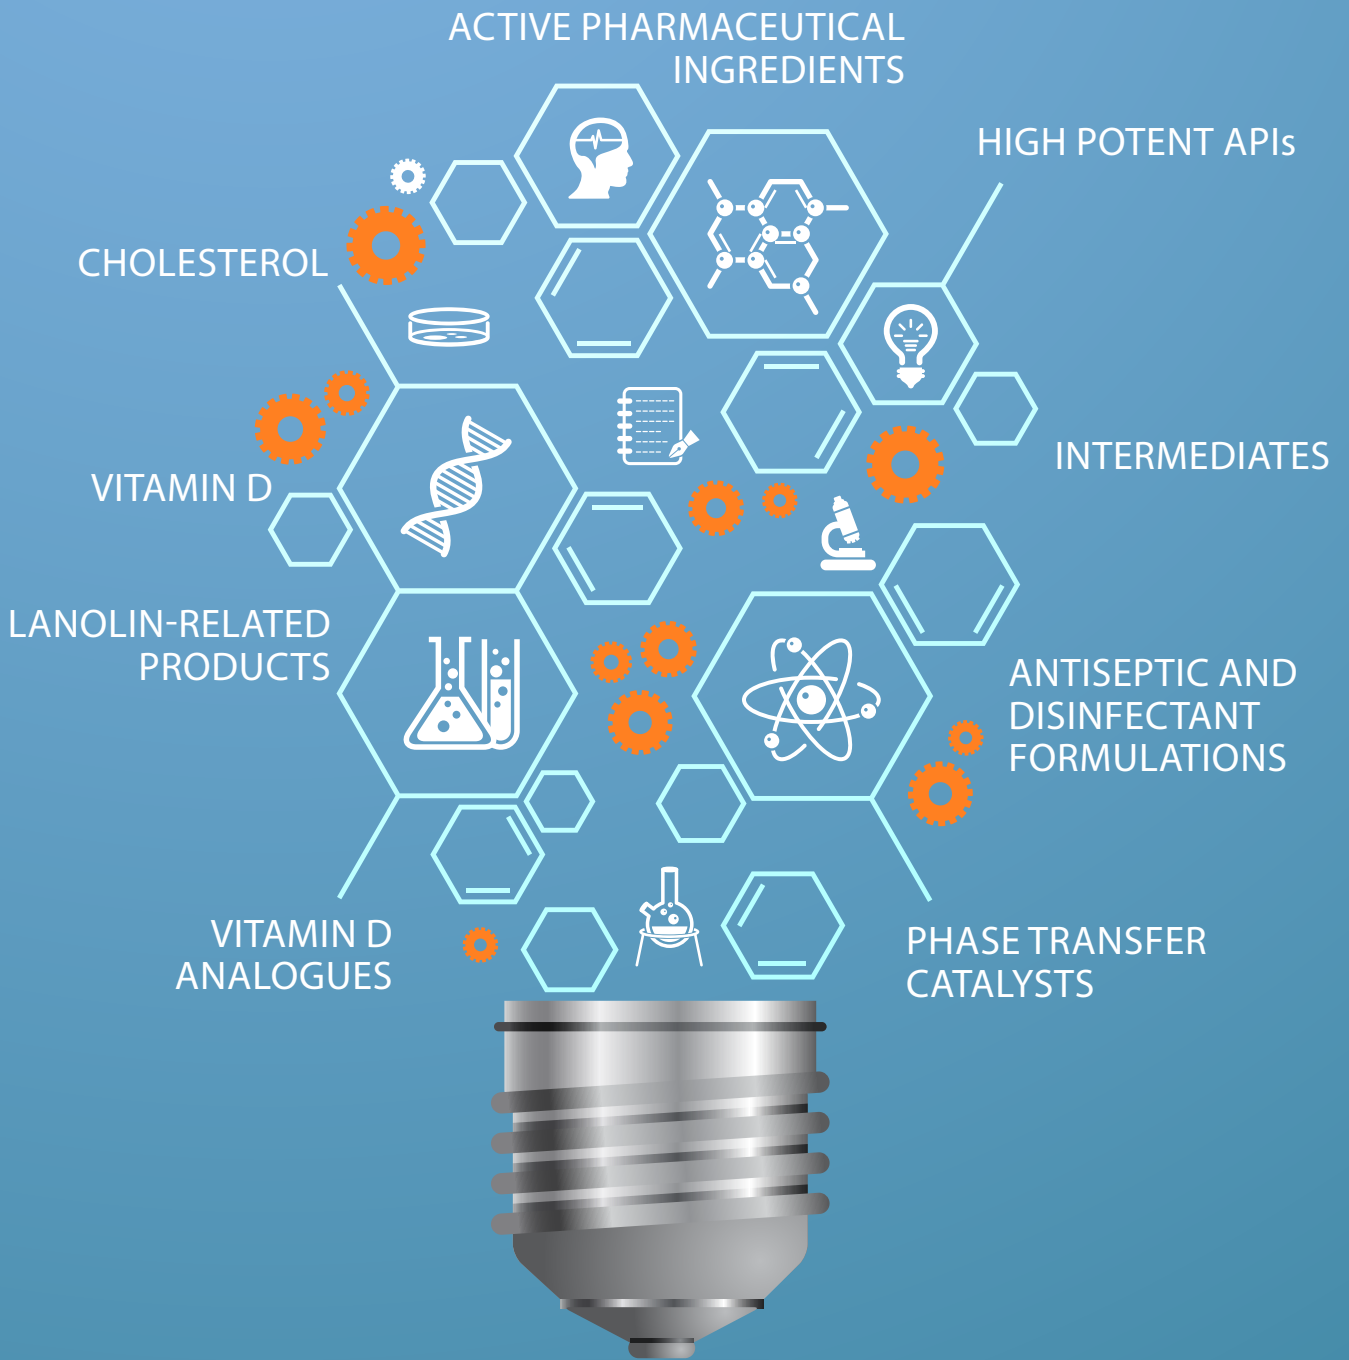 ACTIVE PHARMACEUTICAL
INGREDIENTS
HIGH POTENT APIs
CHOLESTEROL
INTERMEDIATES
VITAMIN D
LANOLIN-RELATED
PRODUCTS
ANTISEPTIC AND
DISINFECTANT
FORMULATIONS
VITAMIN D
ANALOGUES
PHASE TRANSFER
CATALYSTS